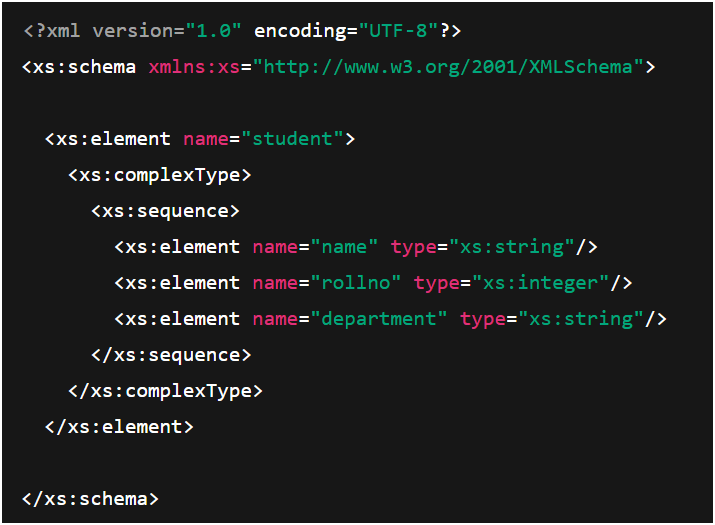 <?xml version="1.0" encoding="UTF-8"?>
<xs:schema xmlns:xs="http://www.w3.org/2001/XMLSchema">
<xs:element name="student">
<xs:complexType>
<xs:sequence>
<xs:element name="name" type="xs:string"/>
<xs:element name="rollno" type="xs:integer"/>
<xs:element name="department" type="xs:string"/>
</xs:sequence>
</xs:complexType>
</xs:element>
</xs:schema>